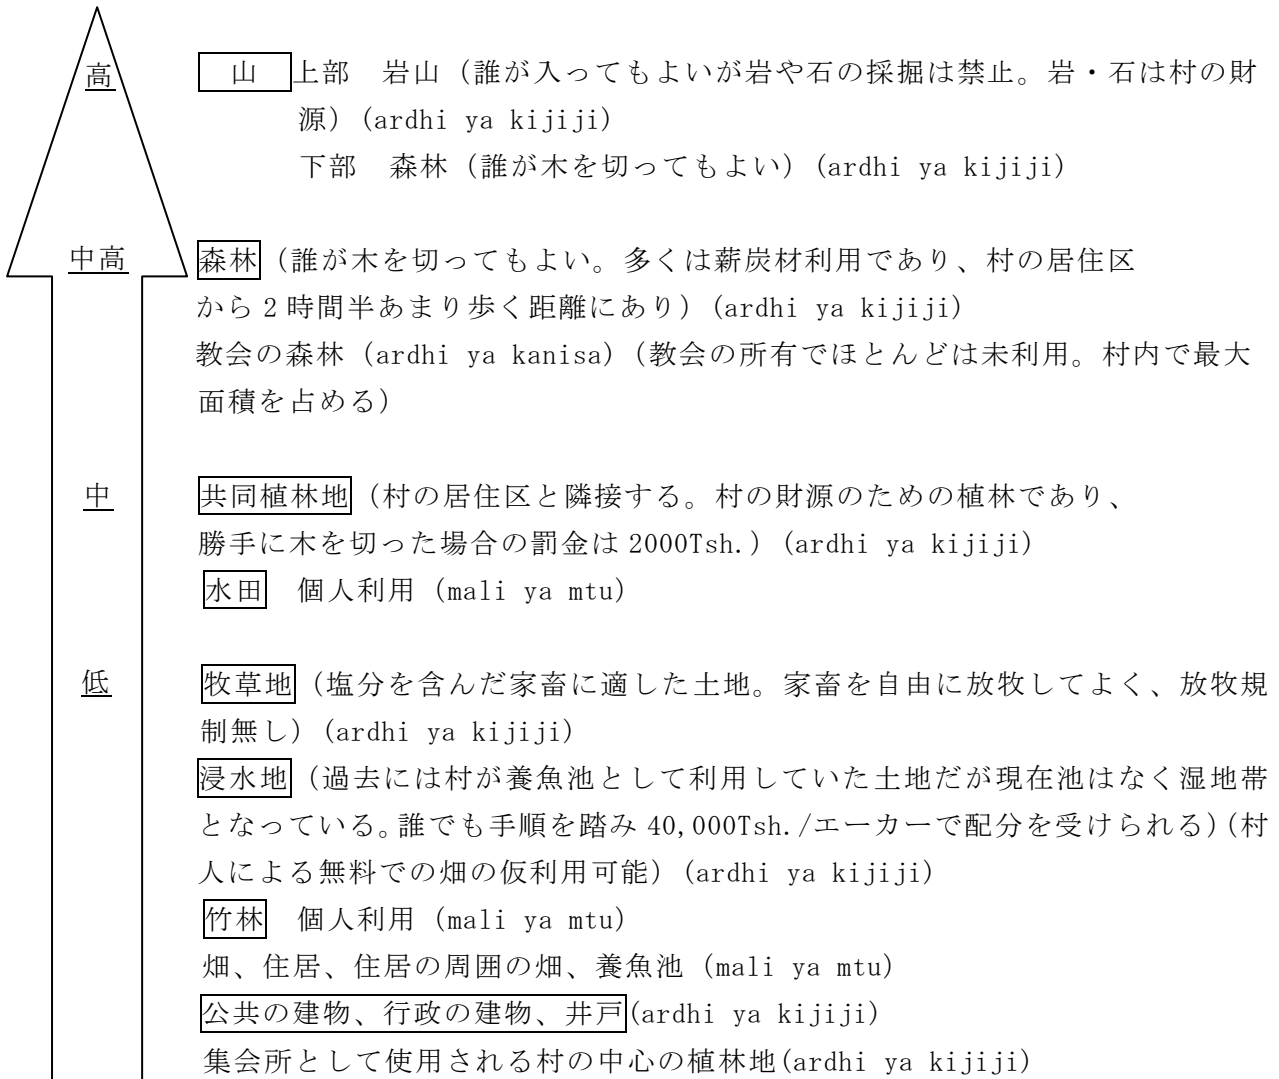 高
山 上部　岩山（誰が入ってもよいが岩や石の採掘は禁止。岩・石は村の財
源）(ardhi ya kijiji)
下部　森林（誰が木を切ってもよい）(ardhi ya kijiji)
中高
森林（誰が木を切ってもよい。多くは薪炭材利用であり、村の居住区
から 2 時間半あまり歩く距離にあり）(ardhi ya kijiji)
教会の森林 (ardhi ya kanisa)（教会の所有でほとんどは未利用。村内で最大
面積を占める）
中
共同植林地（村の居住区と隣接する。村の財源のための植林であり、
勝手に木を切った場合の罰金は 2000Tsh.）(ardhi ya kijiji)
水田　個人利用 (mali ya mtu)
低
牧草地（塩分を含んだ家畜に適した土地。家畜を自由に放牧してよく、放牧規
制無し）(ardhi ya kijiji)
浸水地（過去には村が養魚池として利用していた土地だが現在池はなく湿地帯
となっている。誰でも手順を踏み 40,000Tsh./エーカーで配分を受けられる）（村
人による無料での畑の仮利用可能）(ardhi ya kijiji)
竹林　個人利用 (mali ya mtu)
畑、住居、住居の周囲の畑、養魚池 (mali ya mtu)
公共の建物、行政の建物、井戸(ardhi ya kijiji)
集会所として使用される村の中心の植林地(ardhi ya kijiji)